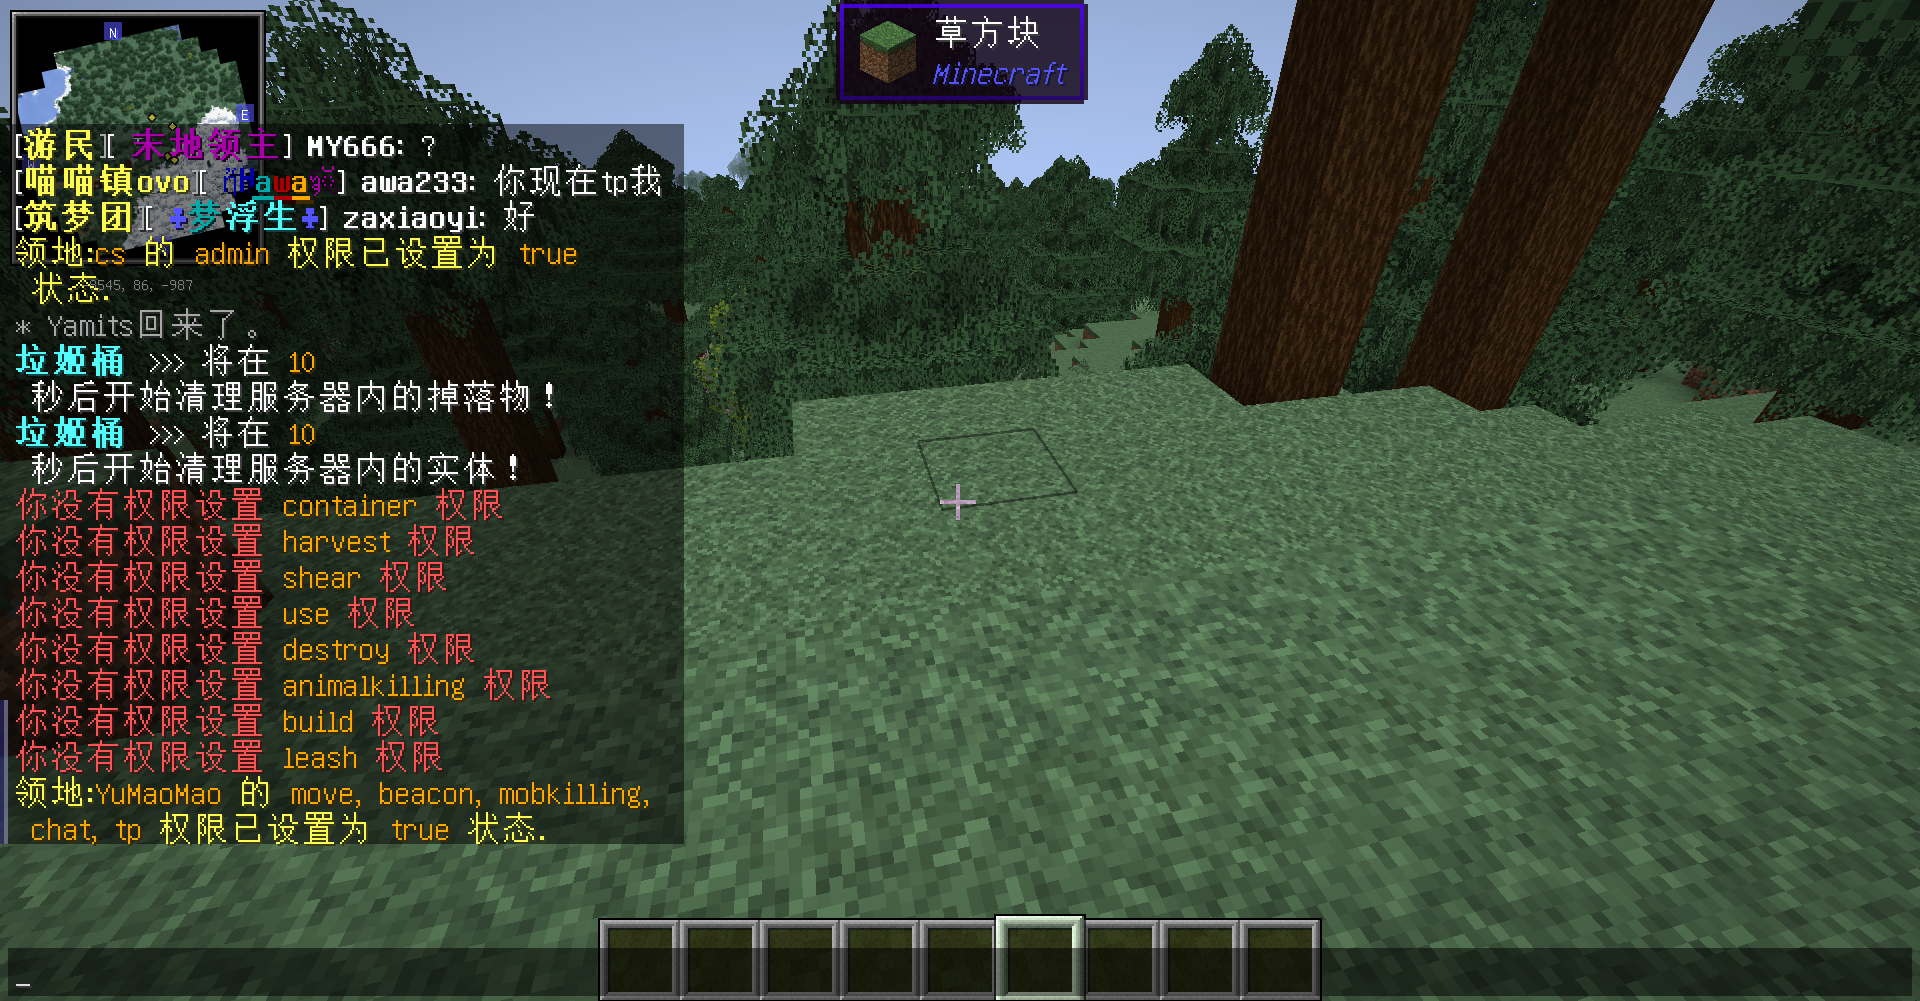 N
草方块
Minecraft
E
[游民][ 末地领主] MY666: ?
[喵喵镇ovo][ awa ] awa233: 你现在tp我
[筑梦团][ 梦浮生 ] zaxiaoyi: 好
领地:cs 的 admin 权限已设置为 true
状态.
545, 86, -987
* Yamits回来了。
垃姬桶 >>> 将在 10
秒后开始清理服务器内的掉落物！
垃姬桶 >>> 将在 10
秒后开始清理服务器内的实体！
你没有权限设置 container 权限
你没有权限设置 harvest 权限
你没有权限设置 shear 权限
你没有权限设置 use 权限
你没有权限设置 destroy 权限
你没有权限设置 animalkilling 权限
你没有权限设置 build 权限
你没有权限设置 leash 权限
领地:YuMaoMao 的 move, beacon, mobkilling,
chat, tp 权限已设置为 true 状态.
_